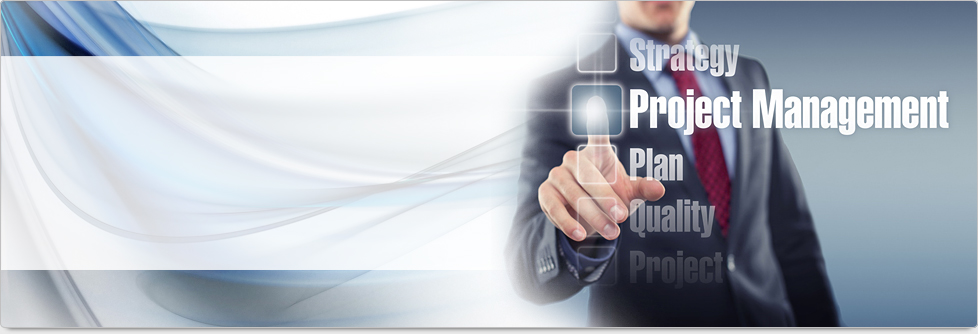 Strategy
Project Management
Plan
Quality
Project